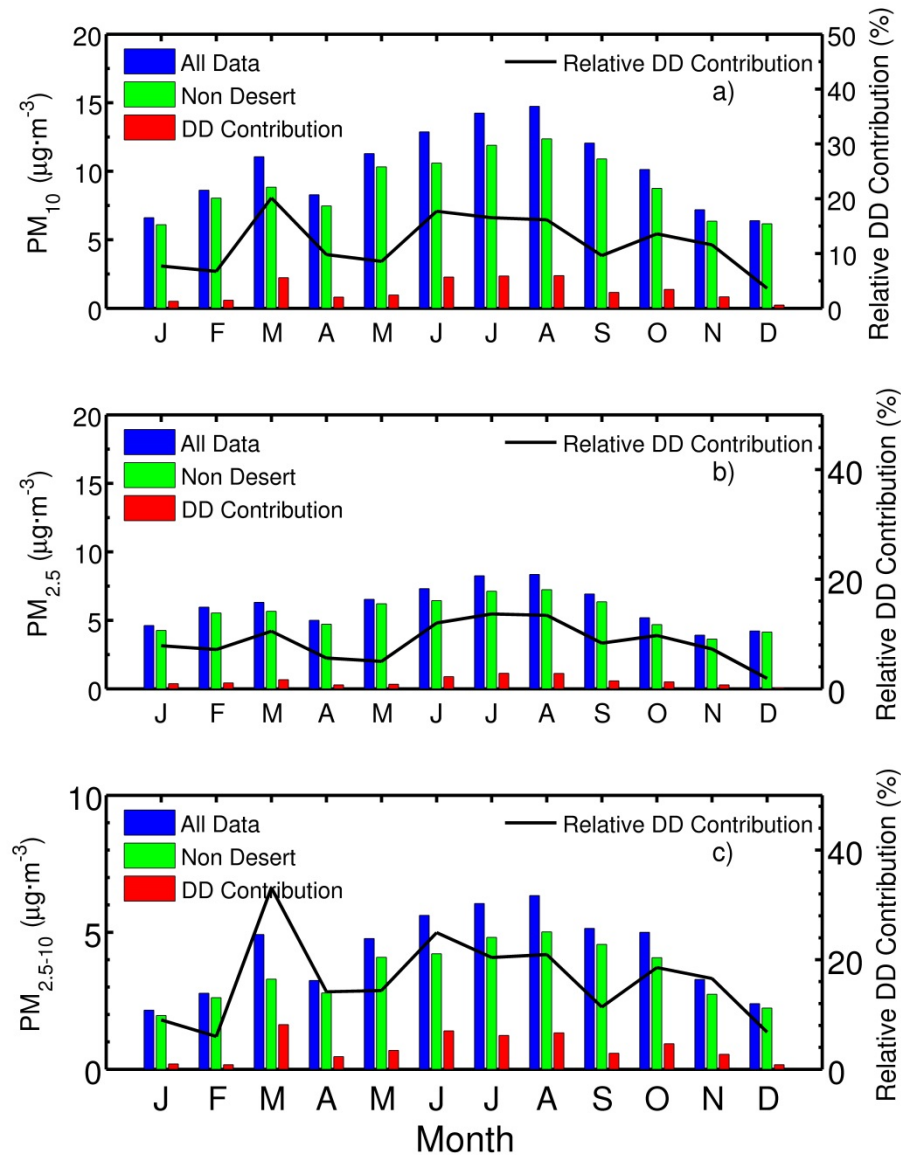 20
15
10
5
0
PM10 (μg·m-3)
All Data
Non Desert
DD Contribution
Relative DD Contribution
a)
50
40
30
20
10
0
Relative DD Contribution (%)
J F M A M J J A S O N D
20
15
10
5
0
PM2.5 (μg·m-3)
All Data
Non Desert
DD Contribution
Relative DD Contribution
b)
40
20
0
Relative DD Contribution (%)
J F M A M J J A S O N D
10
5
0
PM2.5-10 (μg·m-3)
All Data
Non Desert
DD Contribution
Relative DD Contribution
c)
40
20
0
Relative DD Contribution (%)
J F M A M J J A S O N D
Month